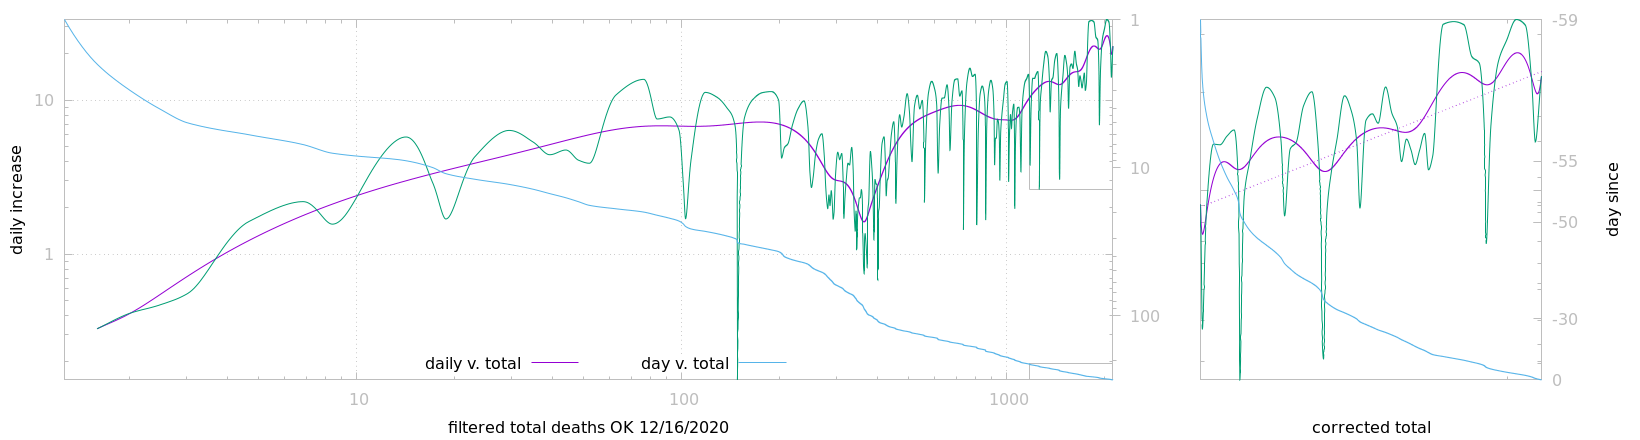 daily increase
10
1
10
100
1000
1
10
100
daily v. total
day v. total
filtered total deaths OK 12/16/2020
-59
-55
-50
-30
0
day since
corrected total